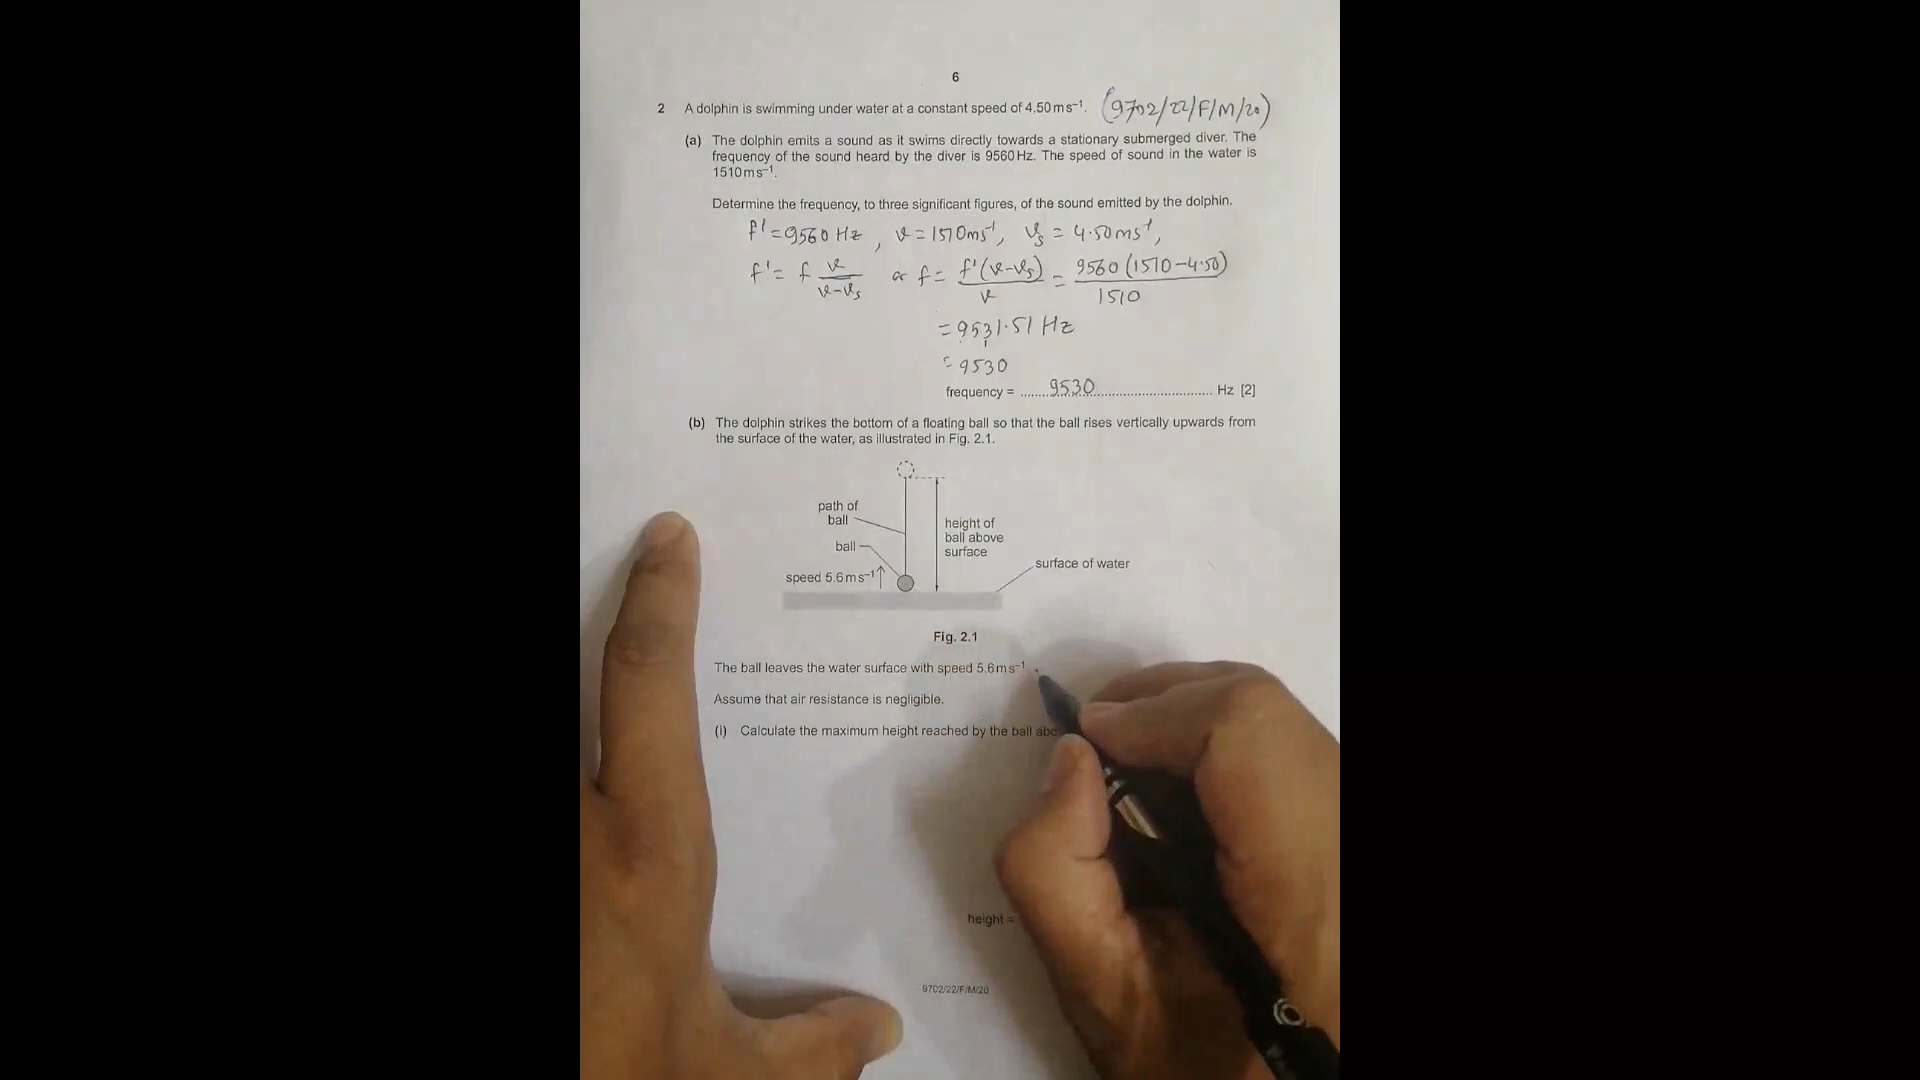 6
2 A dolphin is swimming under water at a constant speed of 4.50 m s⁻¹. (9702/22/F/M/20)
(a) The dolphin emits a sound as it swims directly towards a stationary submerged diver. The
frequency of the sound heard by the diver is 9560 Hz. The speed of sound in the water is
1510 m s⁻¹.
Determine the frequency, to three significant figures, of the sound emitted by the dolphin.
f' = 9560 Hz, v = 1510 ms⁻¹, vₛ = 4.50 ms⁻¹,
f' = f v/(v-vₛ) or f = f'(v-vₛ)/v = 9560 (1510-4.50)/1510
= 9531.51 Hz
= 9530
frequency = ........9530........ Hz [2]
(b) The dolphin strikes the bottom of a floating ball so that the ball rises vertically upwards from
the surface of the water, as illustrated in Fig. 2.1.
path of
ball
height of
ball above
surface
ball
surface of water
speed 5.6 m s⁻¹
Fig. 2.1
The ball leaves the water surface with speed 5.6 m s⁻¹.
Assume that air resistance is negligible.
(i) Calculate the maximum height reached by the ball
height =
9702/22/F/M/20